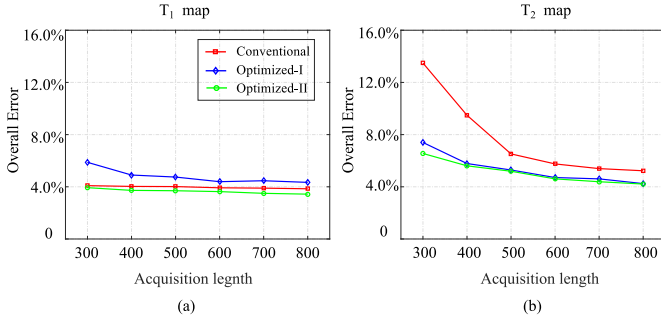 T₁ map
Overall Error
16.0%
12.0%
8.0%
4.0%
0
Conventional
Optimized-I
Optimized-II
300 400 500 600 700 800
Acquisition legnth
(a)
T₂ map
Overall Error
16.0%
12.0%
8.0%
4.0%
0
300 400 500 600 700 800
Acquisition length
(b)